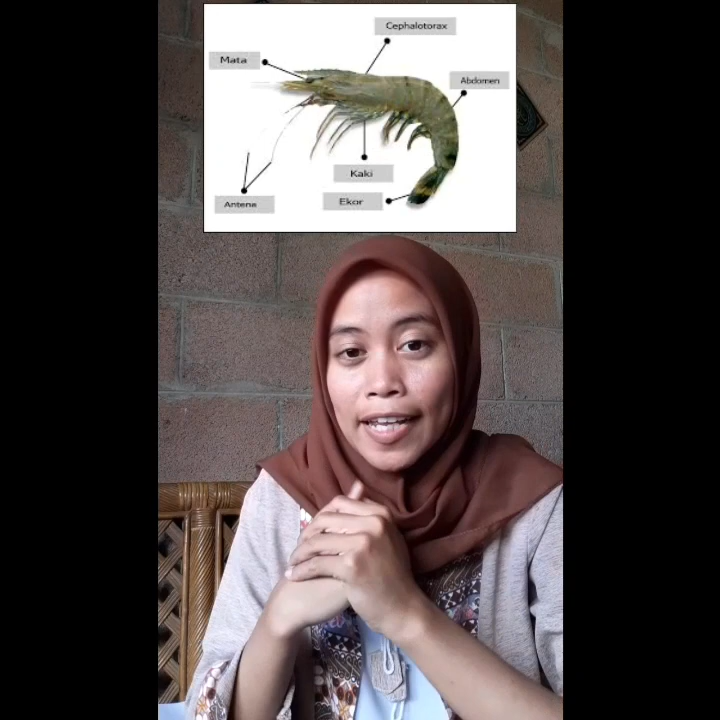 Cephalotorax
Mata
Abdomen
Kaki
Antena
Ekor